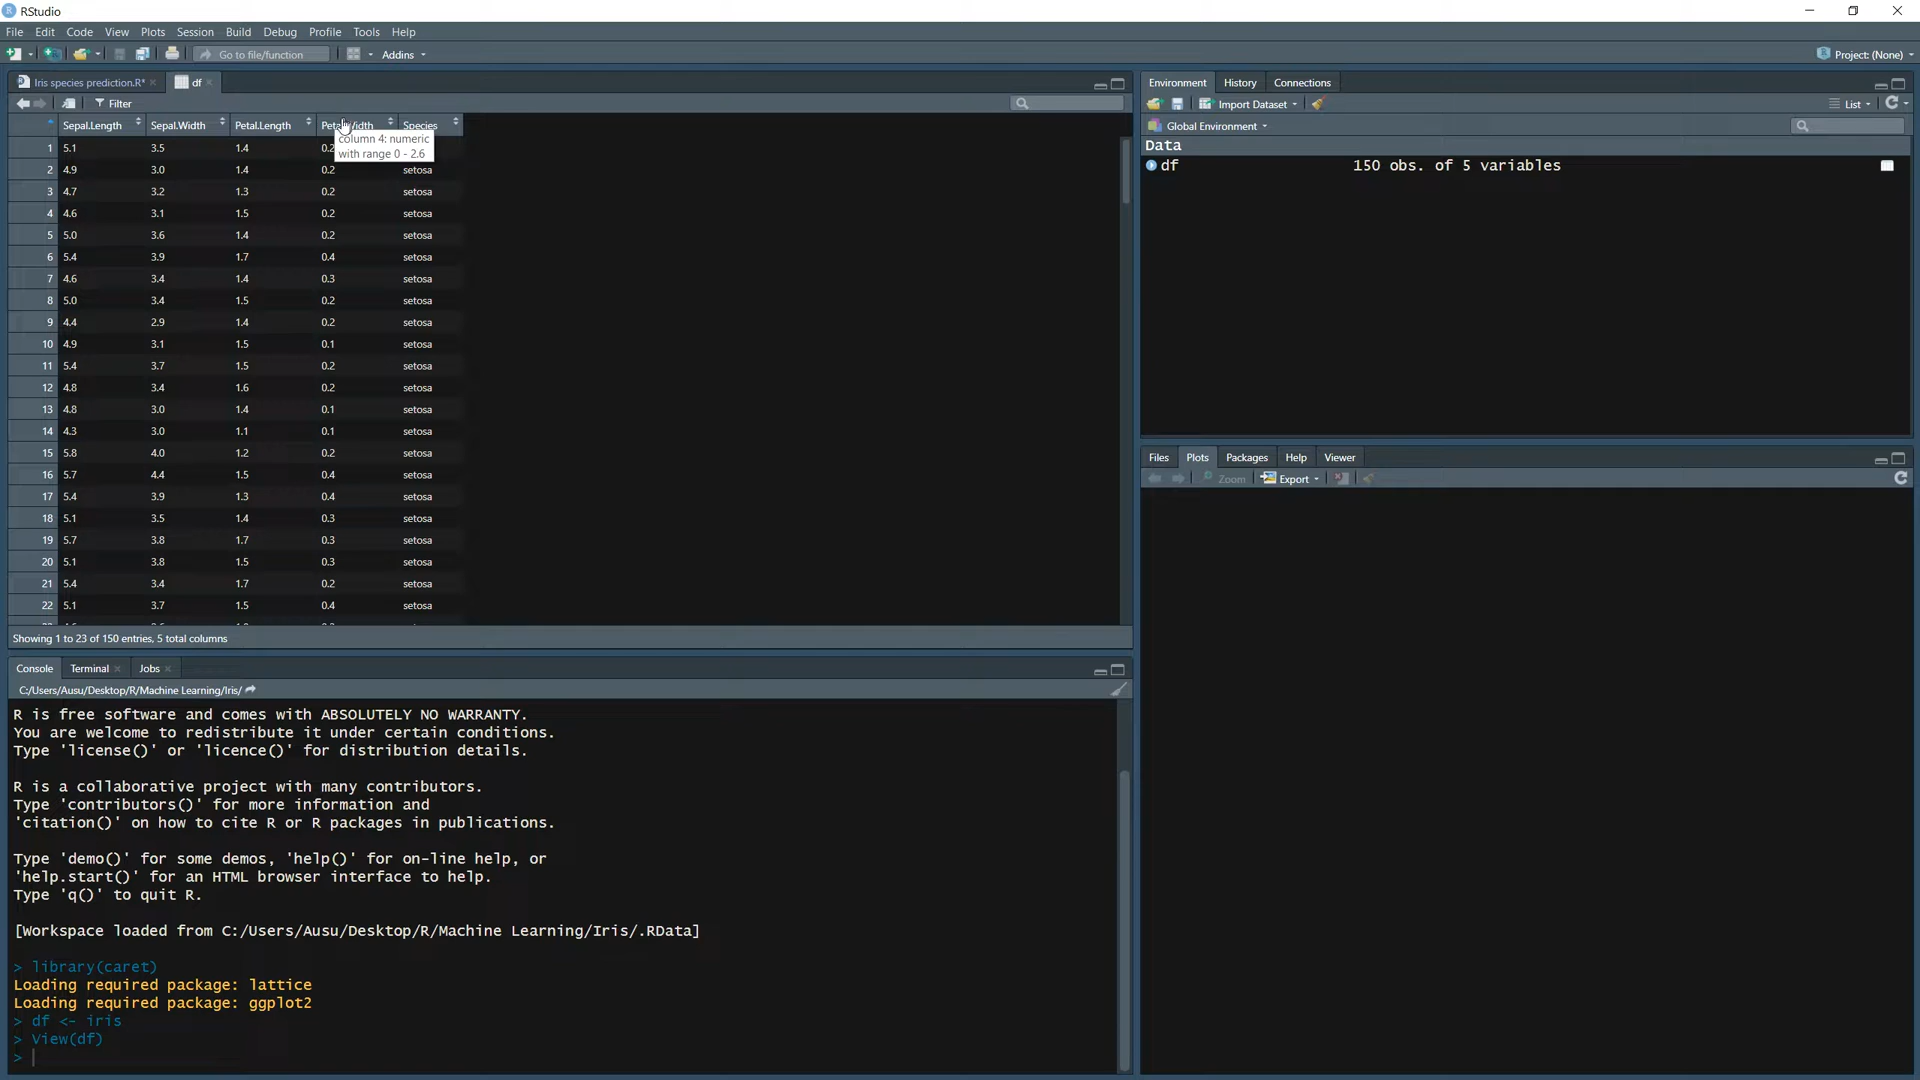 RStudio
File Edit Code View Plots Session Build Debug Profile Tools Help
Go to file/function Addins Project: (None)
Iris species prediction.R* df
Filter
Sepal.Length Sepal.Width Petal.Length Species
column 4: numeric
with range 0 - 2.6
1 5.1 3.5 1.4 0.2
2 4.9 3.0 1.4 0.2 setosa
3 4.7 3.2 1.3 0.2 setosa
4 4.6 3.1 1.5 0.2 setosa
5 5.0 3.6 1.4 0.2 setosa
6 5.4 3.9 1.7 0.4 setosa
7 4.6 3.4 1.4 0.3 setosa
8 5.0 3.4 1.5 0.2 setosa
9 4.4 2.9 1.4 0.2 setosa
10 4.9 3.1 1.5 0.1 setosa
11 5.4 3.7 1.5 0.2 setosa
12 4.8 3.4 1.6 0.2 setosa
13 4.8 3.0 1.4 0.1 setosa
14 4.3 3.0 1.1 0.1 setosa
15 5.8 4.0 1.2 0.2 setosa
16 5.7 4.4 1.5 0.4 setosa
17 5.4 3.9 1.3 0.4 setosa
18 5.1 3.5 1.4 0.3 setosa
19 5.7 3.8 1.7 0.3 setosa
20 5.1 3.8 1.5 0.3 setosa
21 5.4 3.4 1.7 0.2 setosa
22 5.1 3.7 1.5 0.4 setosa
Showing 1 to 23 of 150 entries, 5 total columns
Console Terminal Jobs
C:/Users/Ausu/Desktop/R/Machine Learning/Iris/
R is free software and comes with ABSOLUTELY NO WARRANTY.
You are welcome to redistribute it under certain conditions.
Type 'license()' or 'licence()' for distribution details.
R is a collaborative project with many contributors.
Type 'contributors()' for more information and
'citation()' on how to cite R or R packages in publications.
Type 'demo()' for some demos, 'help()' for on-line help, or
'help.start()' for an HTML browser interface to help.
Type 'q()' to quit R.
[Workspace loaded from C:/Users/Ausu/Desktop/R/Machine Learning/Iris/.RData]
> library(caret)
Loading required package: lattice
Loading required package: ggplot2
> df <- iris
> View(df)
>
Environment History Connections
Import Dataset List
Global Environment
Data
df 150 obs. of 5 variables
Files Plots Packages Help Viewer
Zoom Export